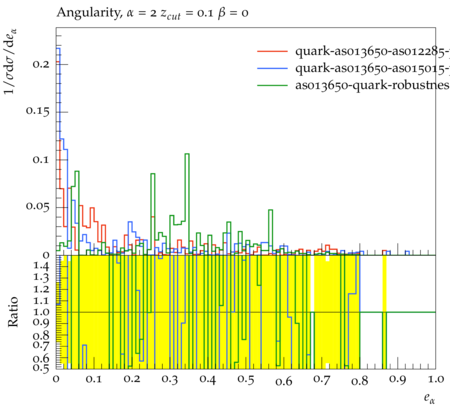 Angularity, α = 2 z_cut = 0.1 β = 0
1/σdσ/de_α
0.2
0.15
0.1
0.05
0
quark-as013650-as012285-
quark-as013650-as015015-
as013650-quark-robustnes
Ratio
1.4
1.3
1.2
1.1
1.0
0.9
0.8
0.7
0.6
0.5
0 0.1 0.2 0.3 0.4 0.5 0.6 0.7 0.8 0.9 1.0
e_α